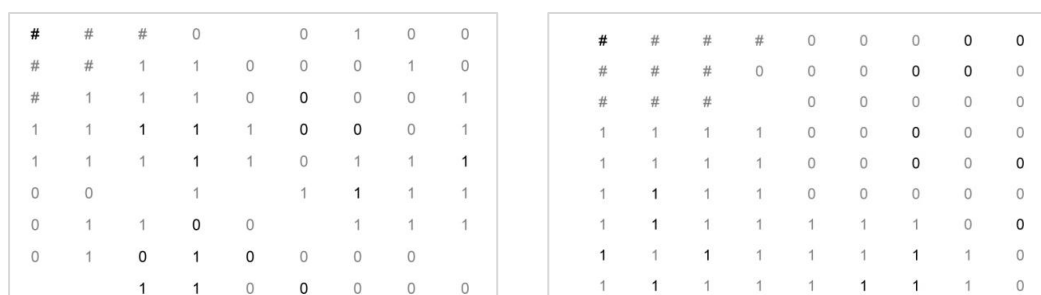 # # # 0 0 1 0 0
# # 1 1 0 0 0 1 0
# 1 1 1 0 0 0 0 1
1 1 1 1 1 0 0 0 1
1 1 1 1 1 0 1 1 1
0 0 1 1 1 1 1
0 1 1 0 0 1 1 1
0 1 0 1 0 0 0 0
1 1 0 0 0 0 0
# # # # 0 0 0 0 0
# # # 0 0 0 0 0 0
# # # 0 0 0 0 0
1 1 1 1 0 0 0 0 0
1 1 1 1 0 0 0 0 0
1 1 1 1 0 0 0 0 0
1 1 1 1 1 1 1 0 0
1 1 1 1 1 1 1 1 0
1 1 1 1 1 1 1 1 0